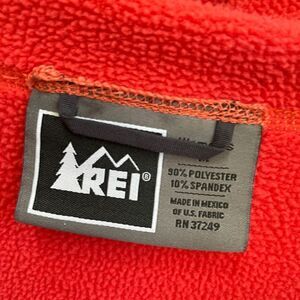 REI®
90% POLYESTER
10% SPANDEX
MADE IN MEXICO
OF U.S. FABRIC
RN 37249